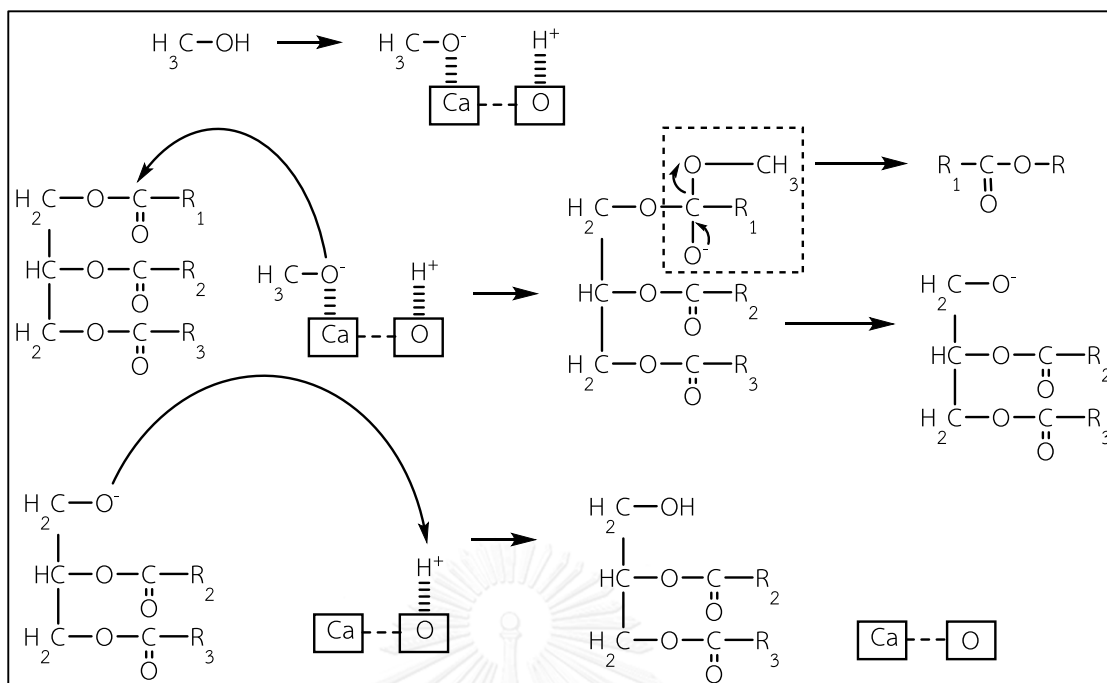 H3C—OH H3C—O- H+
Ca O
O—CH3 R1—C—O—R
H2C—O—C—R1 H2C—O—C—R1 O
O O-
HC—O—C—R2 H3C—O- H+ H2C—O-
O HC—O—C—R2
H2C—O—C—R3 Ca O O HC—O—C—R2
O H2C—O—C—R3 O
O H2C—O—C—R3
O
H2C—O- H2C—OH
H+
HC—O—C—R2 HC—O—C—R2
O O
H2C—O—C—R3 Ca O H2C—O—C—R3 Ca O
O O